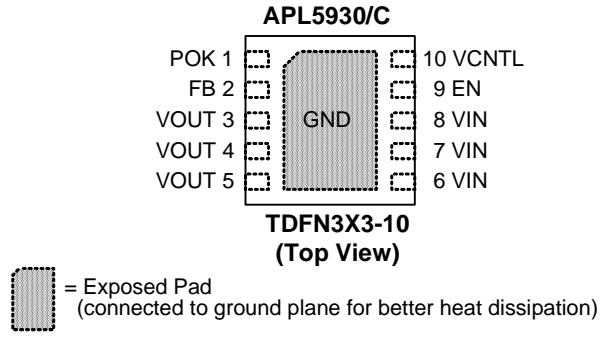 APL5930/C
POK 1
10 VCNTL
FB 2
9 EN
VOUT 3
GND
8 VIN
VOUT 4
7 VIN
VOUT 5
6 VIN
TDFN3X3-10
(Top View)
= Exposed Pad
(connected to ground plane for better heat dissipation)